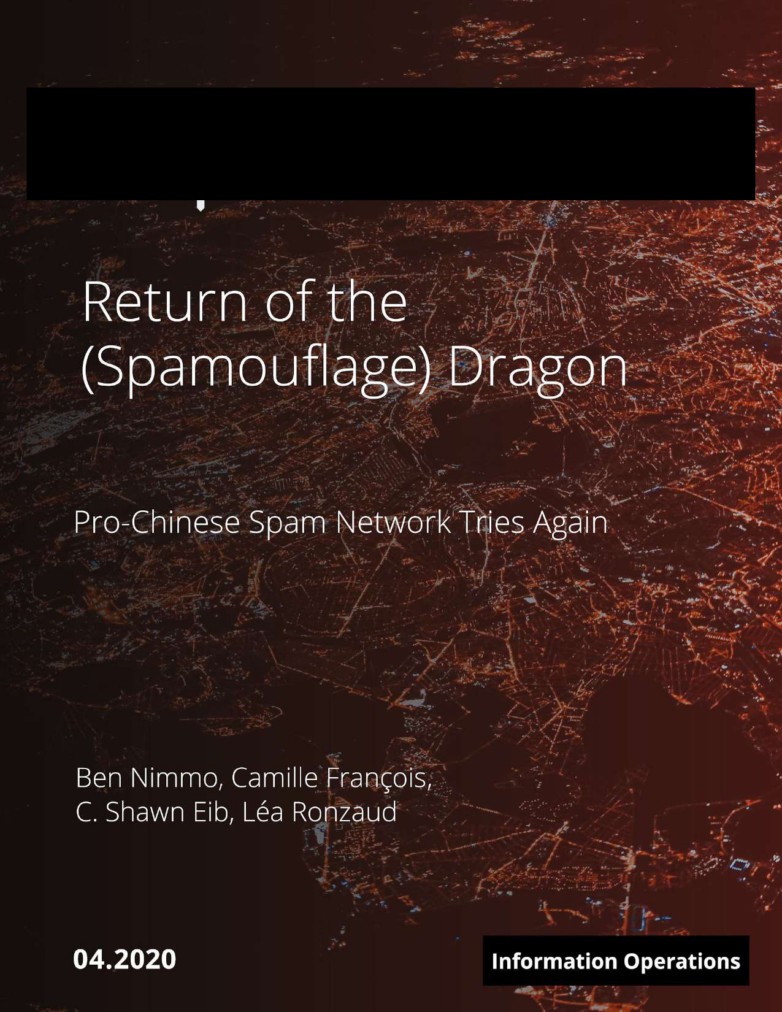 Return of the
(Spamouflage) Dragon
Pro-Chinese Spam Network Tries Again
Ben Nimmo, Camille François,
C. Shawn Eib, Léa Ronzaud
04.2020
Information Operations